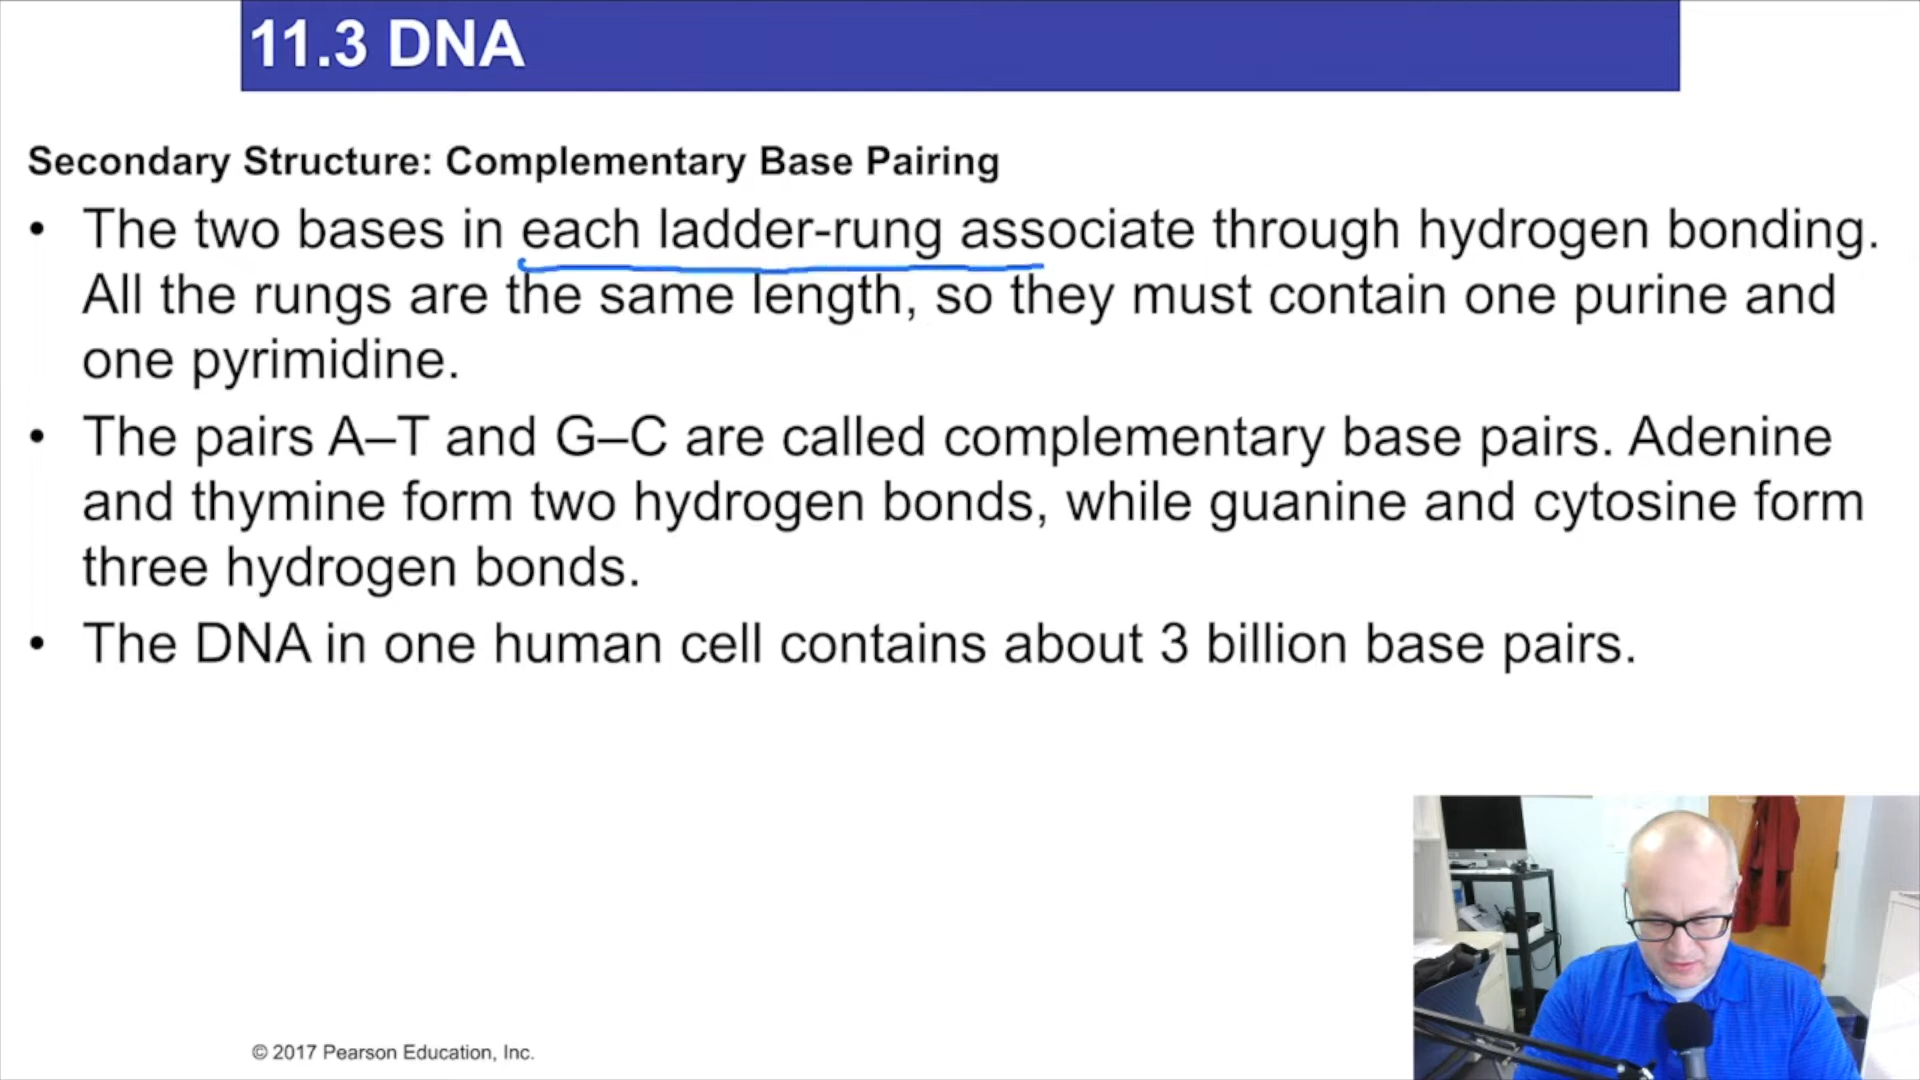 11.3 DNA
Secondary Structure: Complementary Base Pairing
• The two bases in each ladder-rung associate through hydrogen bonding.
All the rungs are the same length, so they must contain one purine and
one pyrimidine.
• The pairs A–T and G–C are called complementary base pairs. Adenine
and thymine form two hydrogen bonds, while guanine and cytosine form
three hydrogen bonds.
• The DNA in one human cell contains about 3 billion base pairs.
© 2017 Pearson Education, Inc.